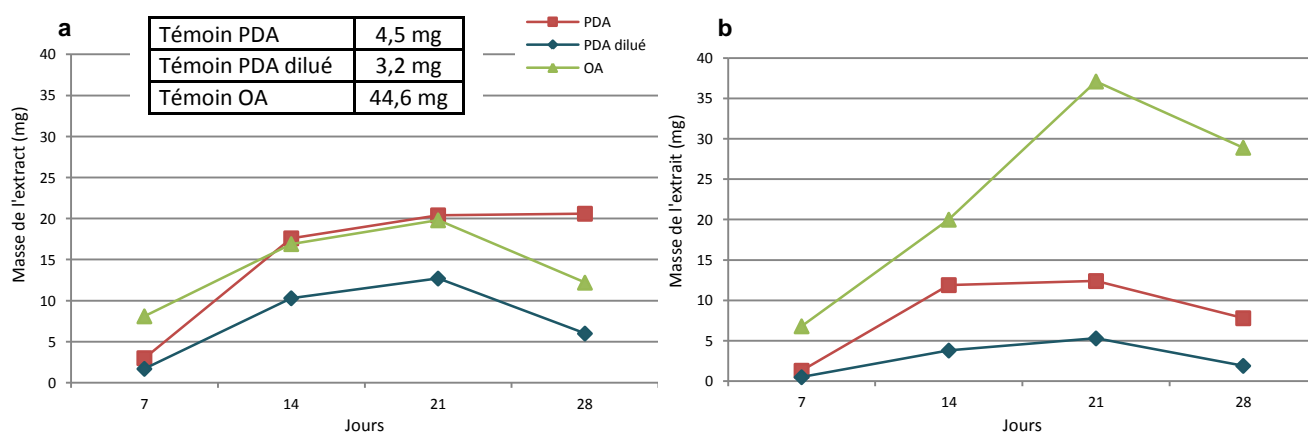 a
Témoin PDA 4,5 mg
Témoin PDA dilué 3,2 mg
Témoin OA 44,6 mg
PDA
PDA dilué
OA
40
35
30
25
20
15
10
5
0
Masse de l'extract (mg)
7 14 21 28
Jours
b
40
35
30
25
20
15
10
5
0
Masse de l'extrait (mg)
7 14 21 28
Jours